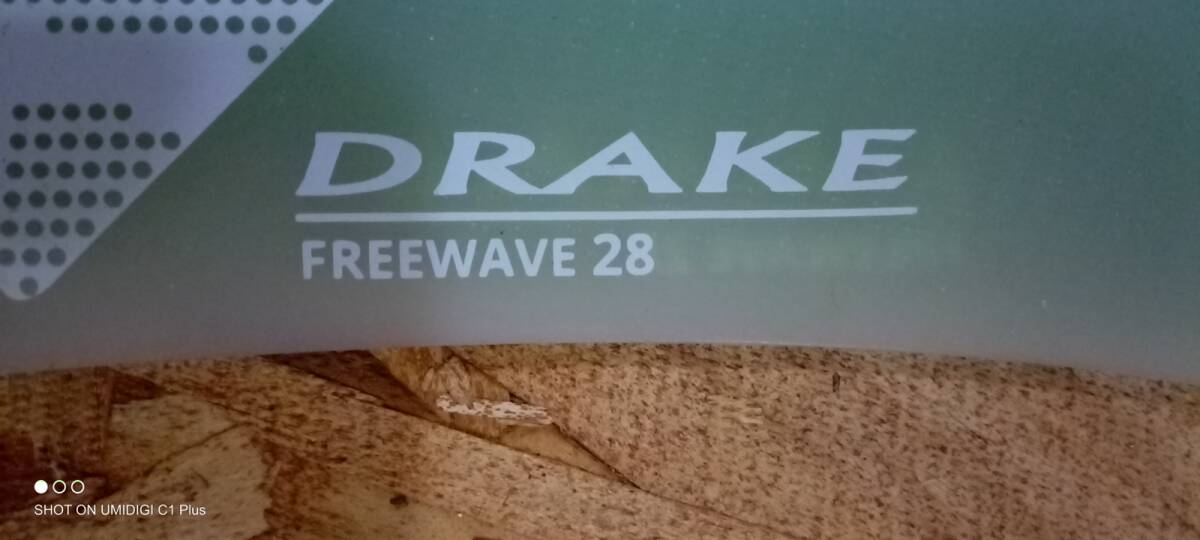 DRAKE
FREEWAVE 28
SHOT ON UMIDIGI C1 Plus